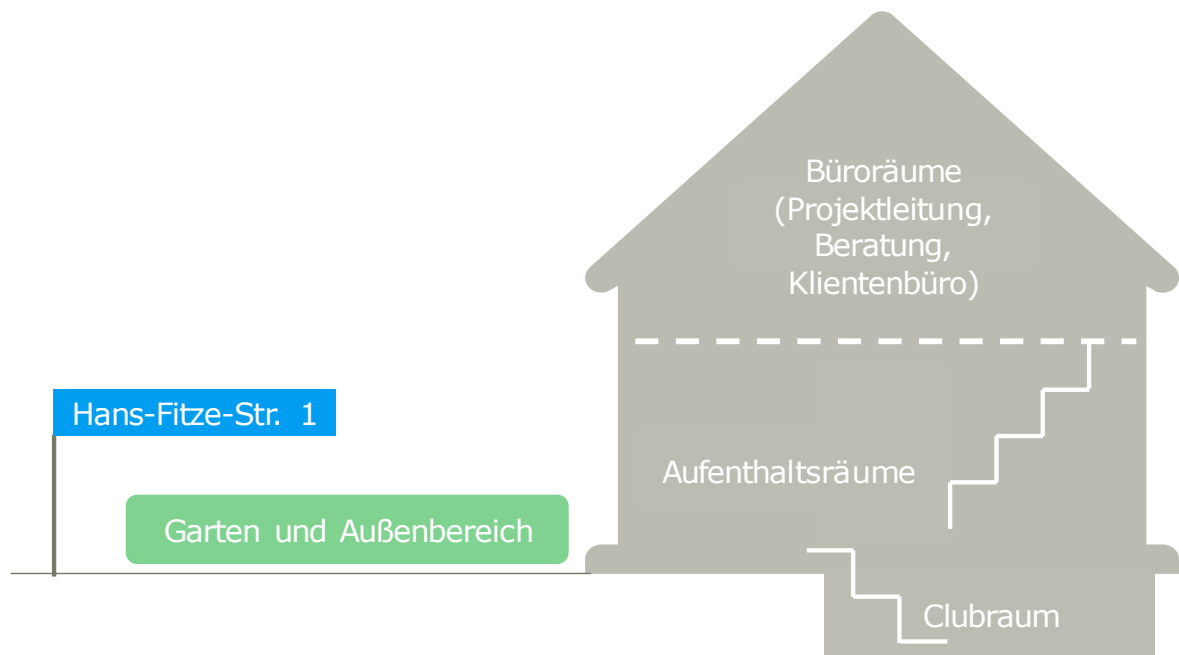 Büroräume
(Projektleitung,
Beratung,
Klientenbüro)
Hans-Fitze-Str. 1
Aufenthaltsräume
Garten und Außenbereich
Clubraum